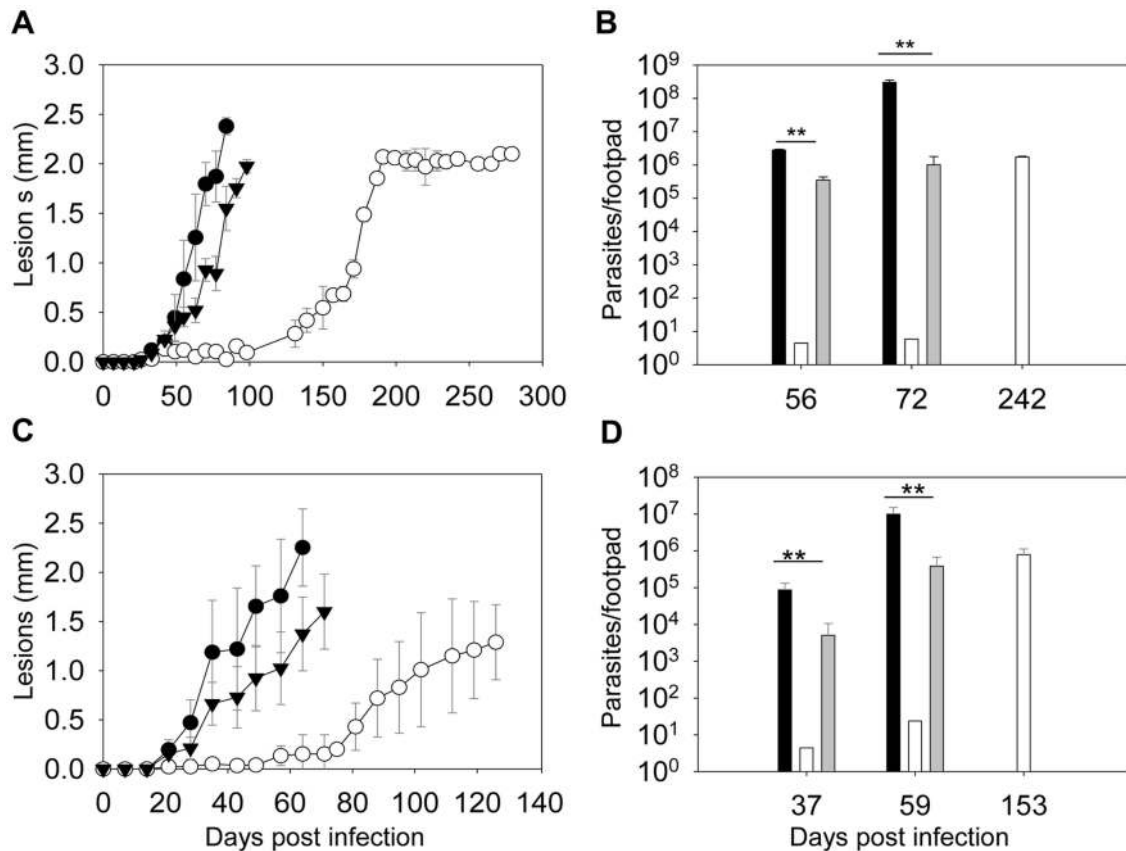 A
Lesion s (mm)
3.0
2.5
2.0
1.5
1.0
0.5
0.0
0 50 100 150 200 250 300
B
Parasites/footpad
**
**
10⁹
10⁸
10⁷
10⁶
10⁵
10⁴
10³
10²
10¹
10⁰
56 72 242
C
Lesions (mm)
3.0
2.5
2.0
1.5
1.0
0.5
0.0
0 20 40 60 80 100 120 140
Days post infection
D
Parasites/footpad
**
**
10⁸
10⁷
10⁶
10⁵
10⁴
10³
10²
10¹
10⁰
37 59 153
Days post infection